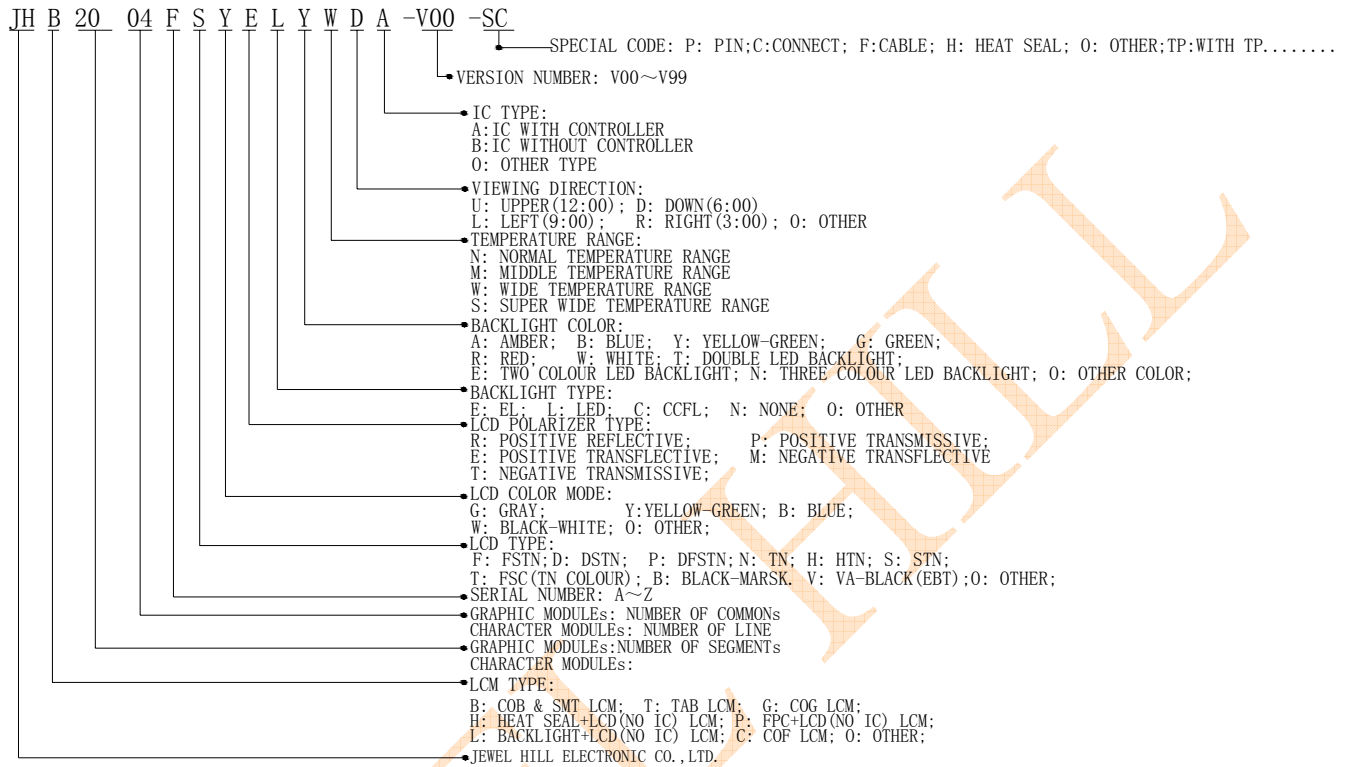 JH B 20 04 F S Y E L Y W D A -V00 -SC
SPECIAL CODE: P: PIN;C:CONNECT; F:CABLE; H: HEAT SEAL; O: OTHER;TP:WITH TP........
VERSION NUMBER: V00～V99
IC TYPE:
A:IC WITH CONTROLLER
B:IC WITHOUT CONTROLLER
O: OTHER TYPE
VIEWING DIRECTION:
U: UPPER(12:00); D: DOWN(6:00)
L: LEFT(9:00); R: RIGHT(3:00); O: OTHER
TEMPERATURE RANGE:
N: NORMAL TEMPERATURE RANGE
M: MIDDLE TEMPERATURE RANGE
W: WIDE TEMPERATURE RANGE
S: SUPER WIDE TEMPERATURE RANGE
BACKLIGHT COLOR:
A: AMBER; B: BLUE; Y: YELLOW-GREEN; G: GREEN;
R: RED; W: WHITE; T: DOUBLE LED BACKLIGHT;
E: TWO COLOUR LED BACKLIGHT; N: THREE COLOUR LED BACKLIGHT; O: OTHER COLOR;
BACKLIGHT TYPE:
E: EL; L: LED; C: CCFL; N: NONE; O: OTHER
LCD POLARIZER TYPE:
R: POSITIVE REFLECTIVE; P: POSITIVE TRANSMISSIVE;
E: POSITIVE TRANSFLECTIVE; M: NEGATIVE TRANSFLECTIVE
T: NEGATIVE TRANSMISSIVE;
LCD COLOR MODE:
G: GRAY; Y:YELLOW-GREEN; B: BLUE;
W: BLACK-WHITE; O: OTHER;
LCD TYPE:
F: FSTN;D: DSTN; P: DFSTN;N: TN; H: HTN; S: STN;
T: FSC(TN COLOUR); B: BLACK-MARSK. V: VA-BLACK(EBT);O: OTHER;
SERIAL NUMBER: A～Z
GRAPHIC MODULEs: NUMBER OF COMMONs
CHARACTER MODULEs: NUMBER OF LINE
GRAPHIC MODULEs:NUMBER OF SEGMENTs
CHARACTER MODULEs:
LCM TYPE:
B: COB & SMT LCM; T: TAB LCM; G: COG LCM;
H: HEAT SEAL+LCD(NO IC) LCM; P: FPC+LCD(NO IC) LCM;
L: BACKLIGHT+LCD(NO IC) LCM; C: COF LCM; O: OTHER;
JEWEL HILL ELECTRONIC CO.,LTD.
L HILL